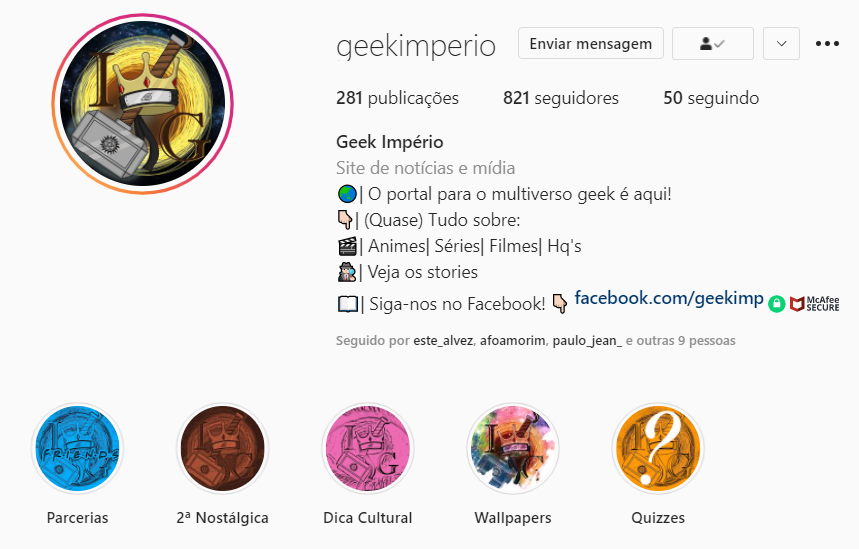 I G
geekimperio Enviar mensagem
281 publicações 821 seguidores 50 seguindo
Geek Império
Site de notícias e mídia
| O portal para o multiverso geek é aqui!
| (Quase) Tudo sobre:
| Animes| Séries| Filmes| Hq's
| Veja os stories
| Siga-nos no Facebook! facebook.com/geekimp McAfee SECURE
Seguido por este_alvez, afoamorim, paulo_jean_ e outras 9 pessoas
FRIENDS
?
Parcerias 2ª Nostálgica Dica Cultural Wallpapers Quizzes